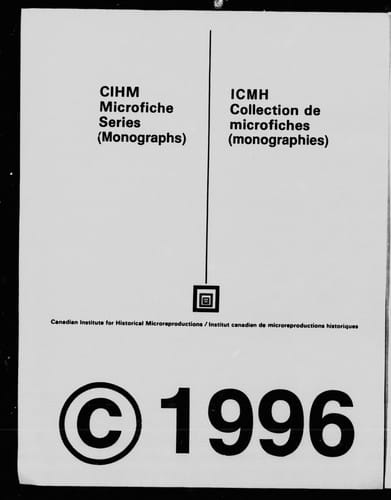 CIHM
Microfiche
Series
(Monographs)
ICMH
Collection de
microfiches
(monographies)
Canadian Institute for Historical Microreproductions / Institut canadien de microreproductions historiques
© 1996